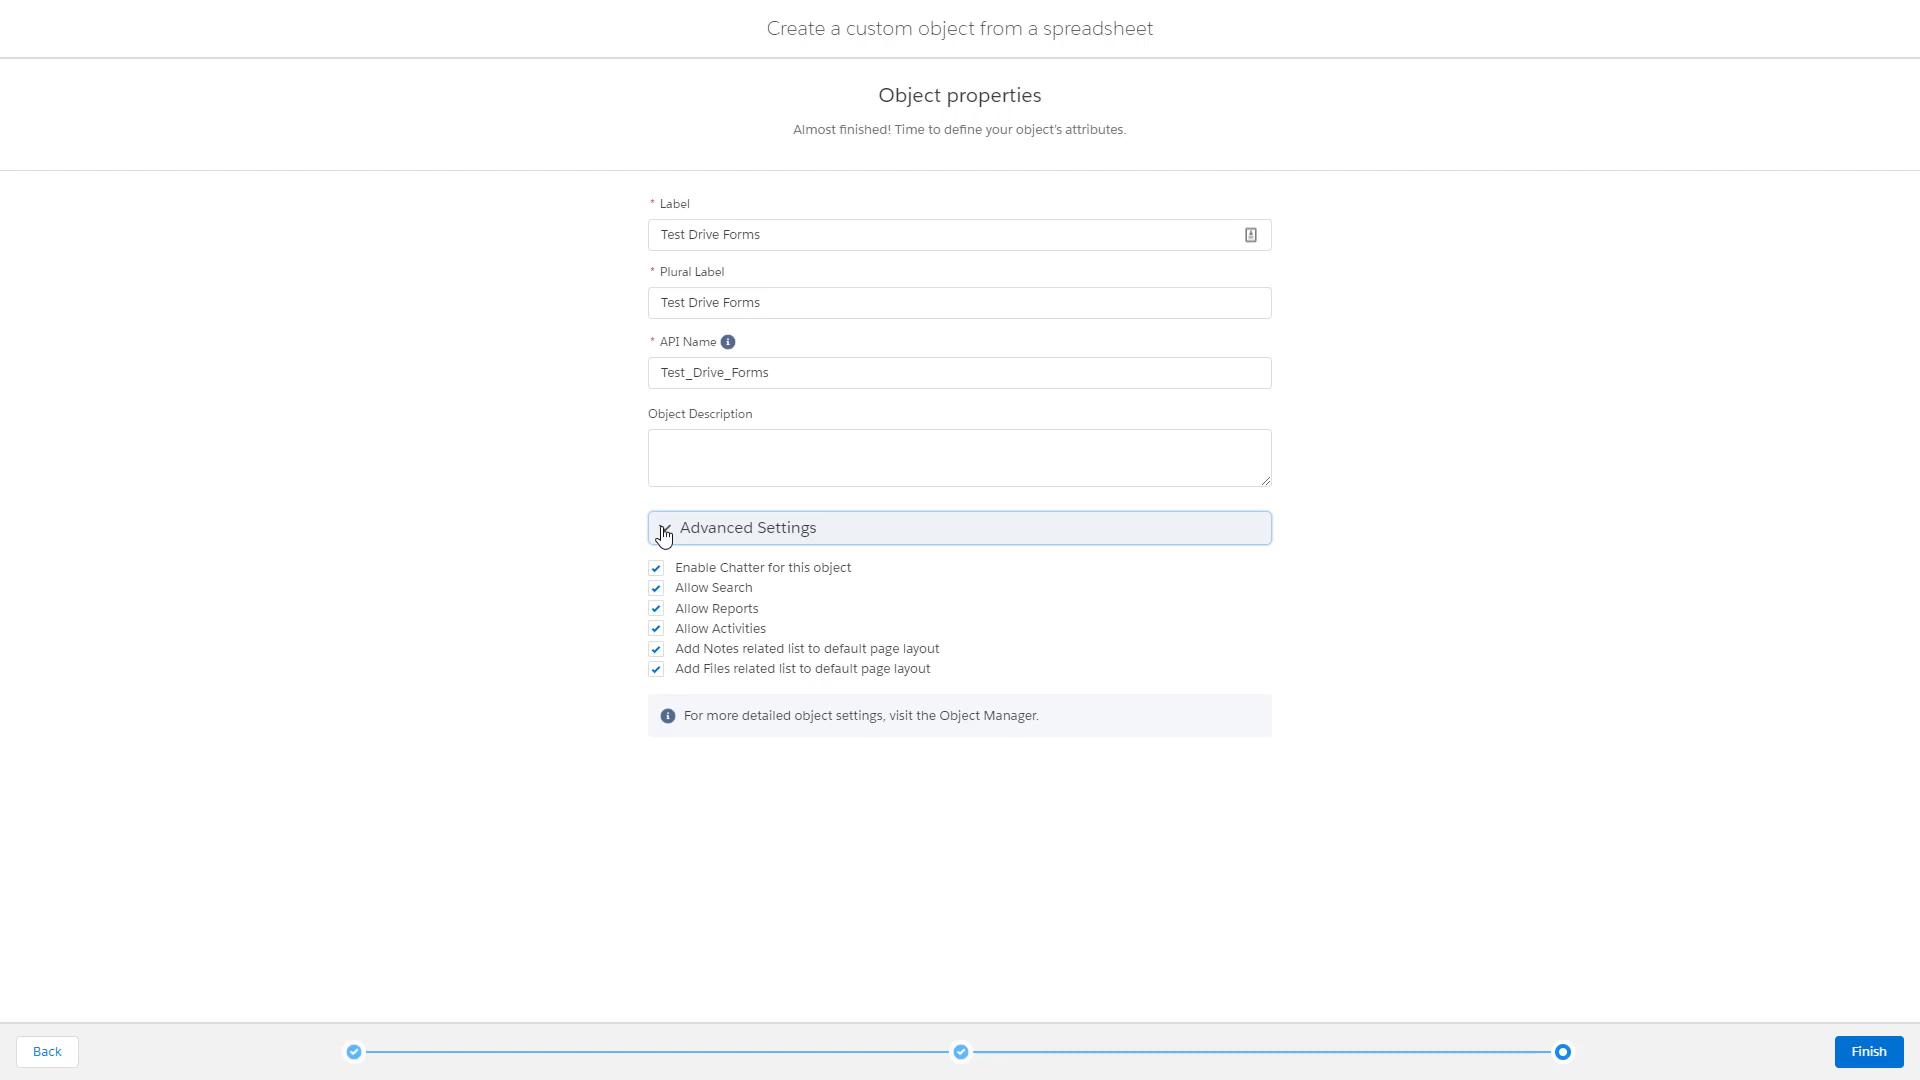 Create a custom object from a spreadsheet
Object properties
Almost finished! Time to define your object's attributes.
* Label
Test Drive Forms
* Plural Label
Test Drive Forms
* API Name
Test_Drive_Forms
Object Description
Advanced Settings
Enable Chatter for this object
Allow Search
Allow Reports
Allow Activities
Add Notes related list to default page layout
Add Files related list to default page layout
For more detailed object settings, visit the Object Manager.
Back
Finish